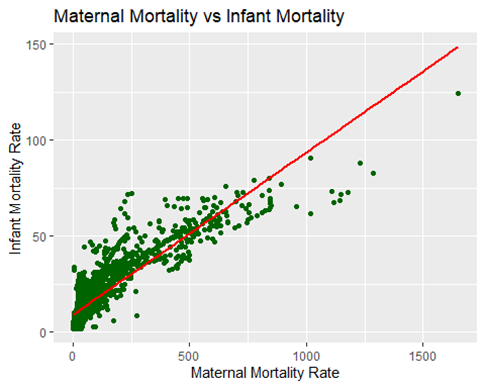 Maternal Mortality vs Infant Mortality
150
100
50
0
Infant Mortality Rate
0 500 1000 1500
Maternal Mortality Rate